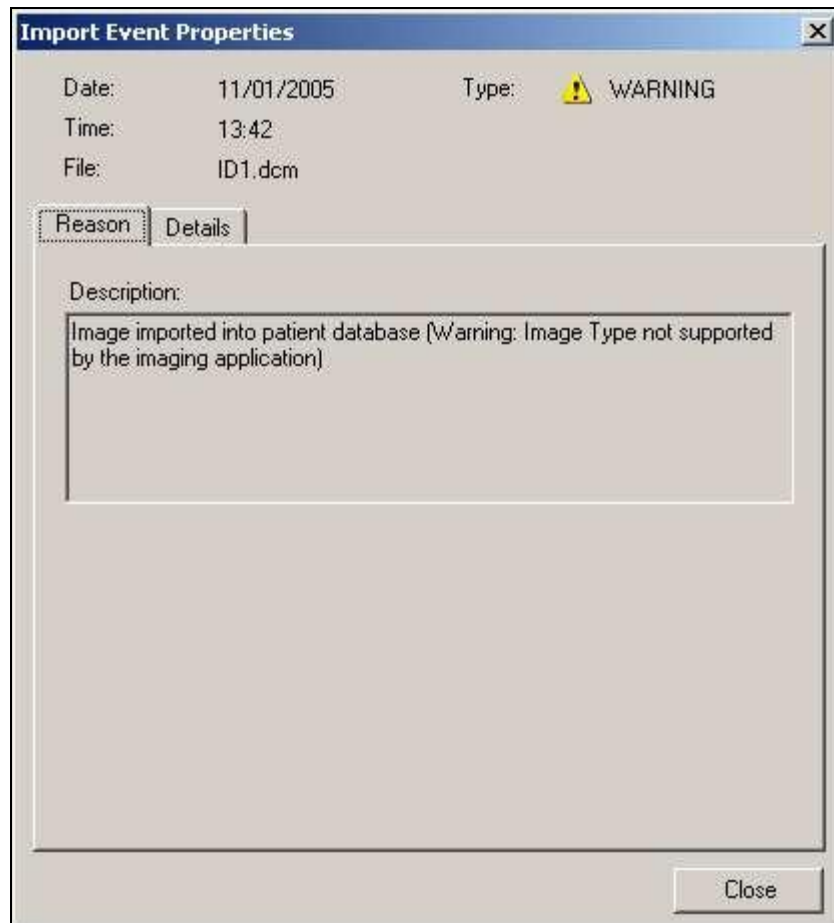 Import Event Properties
Date: 11/01/2005 Type: WARNING
Time: 13:42
File: ID1.dcm
Reason Details
Description:
Image imported into patient database (Warning: Image Type not supported
by the imaging application)
Close